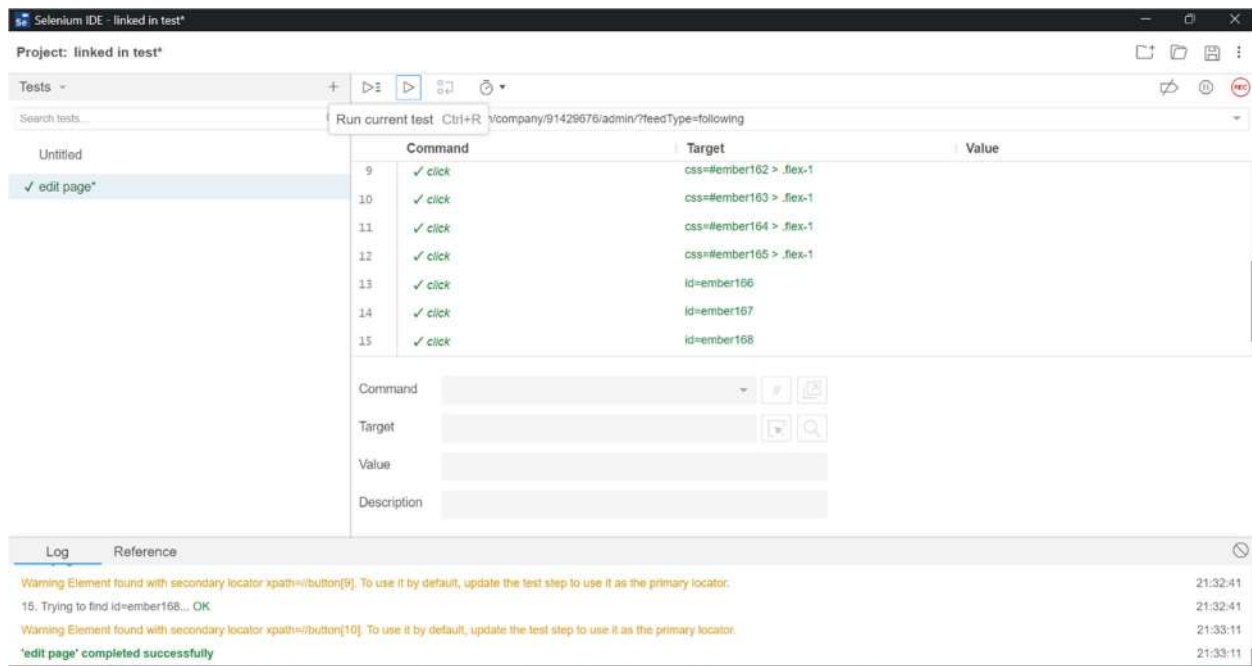 Selenium IDE - linked in test*
Project: linked in test*
Tests
Search tests...
Run current test Ctrl+R
/company/91429676/admin/?feedType=following
Command Target Value
Untitled
✓ edit page*
9 ✓ click css=#ember162 > .flex-1
10 ✓ click css=#ember163 > .flex-1
11 ✓ click css=#ember164 > .flex-1
12 ✓ click css=#ember165 > .flex-1
13 ✓ click id=ember166
14 ✓ click id=ember167
15 ✓ click id=ember168
Command //
Target
Value
Description
Log Reference
Warning Element found with secondary locator xpath=//button[9]. To use it by default, update the test step to use it as the primary locator. 21:32:41
15. Trying to find id=ember168... OK 21:32:41
Warning Element found with secondary locator xpath=//button[10]. To use it by default, update the test step to use it as the primary locator. 21:33:11
'edit page' completed successfully 21:33:11
REC